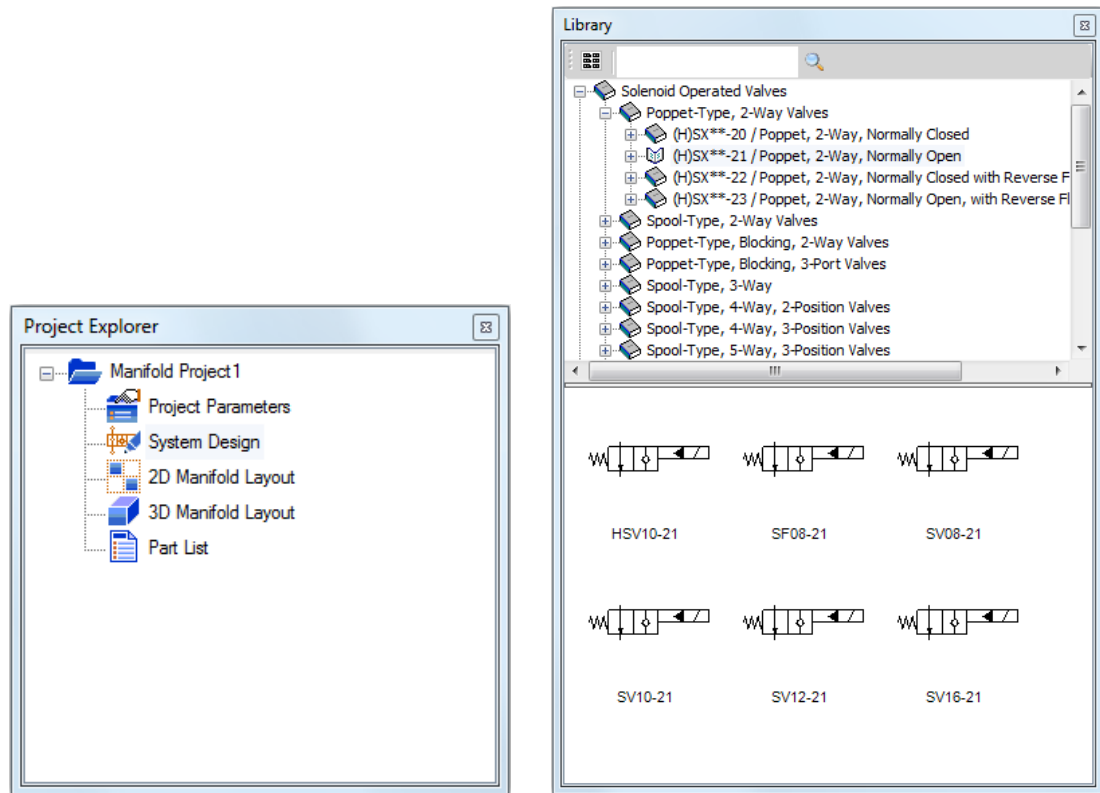 Project Explorer
Manifold Project1
Project Parameters
System Design
2D Manifold Layout
3D Manifold Layout
Part List
Library
Solenoid Operated Valves
Poppet-Type, 2-Way Valves
(H)SX**-20 / Poppet, 2-Way, Normally Closed
(H)SX**-21 / Poppet, 2-Way, Normally Open
(H)SX**-22 / Poppet, 2-Way, Normally Closed with Reverse F
(H)SX**-23 / Poppet, 2-Way, Normally Open, with Reverse Fl
Spool-Type, 2-Way Valves
Poppet-Type, Blocking, 2-Way Valves
Poppet-Type, Blocking, 3-Port Valves
Spool-Type, 3-Way
Spool-Type, 4-Way, 2-Position Valves
Spool-Type, 4-Way, 3-Position Valves
Spool-Type, 5-Way, 3-Position Valves
HSV10-21 SF08-21 SV08-21
SV10-21 SV12-21 SV16-21